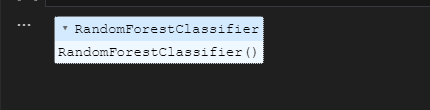 ...
▾ RandomForestClassifier
RandomForestClassifier()